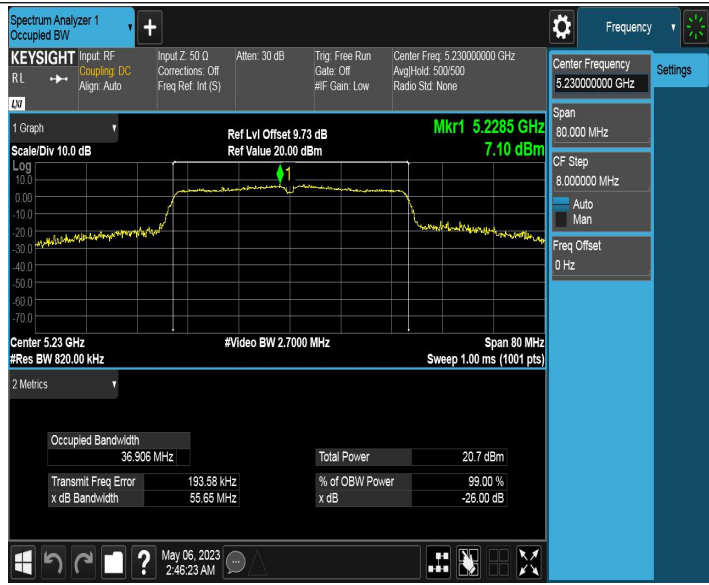 Spectrum Analyzer 1
Occupied BW
Frequency
KEYSIGHT
RL
LXI
Input: RF
Coupling: DC
Align: Auto
Input Z: 50 Ω
Corrections: Off
Freq Ref: Int (S)
Atten: 30 dB
Trig: Free Run
Gate: Off
#IF Gain: Low
Center Freq: 5.230000000 GHz
Avg|Hold: 500/500
Radio Std: None
Center Frequency
5.230000000 GHz
Settings
Span
80.000 MHz
CF Step
8.000000 MHz
Auto
Man
Freq Offset
0 Hz
1 Graph
Scale/Div 10.0 dB
Ref Lvl Offset 9.73 dB
Ref Value 20.00 dBm
Mkr1 5.2285 GHz
7.10 dBm
Log
10.0
0.00
-10.0
-20.0
-30.0
-40.0
-50.0
-60.0
-70.0
1
Center 5.23 GHz
#Video BW 2.7000 MHz
Span 80 MHz
#Res BW 820.00 kHz
Sweep 1.00 ms (1001 pts)
2 Metrics
Occupied Bandwidth
36.906 MHz
Total Power 20.7 dBm
Transmit Freq Error 193.58 kHz
% of OBW Power 99.00 %
x dB Bandwidth 55.65 MHz
x dB -26.00 dB
?
May 06, 2023
2:46:23 AM